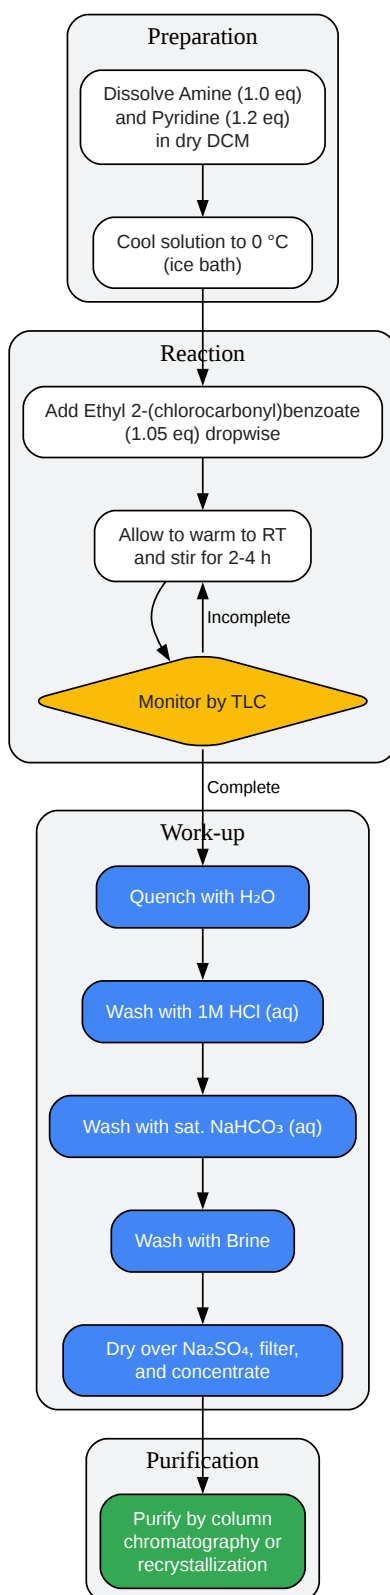 Preparation
Dissolve Amine (1.0 eq)
and Pyridine (1.2 eq)
in dry DCM
Cool solution to 0 °C
(ice bath)
Reaction
Add Ethyl 2-(chlorocarbonyl)benzoate
(1.05 eq) dropwise
Allow to warm to RT
and stir for 2-4 h
Incomplete
Monitor by TLC
Complete
Work-up
Quench with H₂O
Wash with 1M HCl (aq)
Wash with sat. NaHCO₃ (aq)
Wash with Brine
Dry over Na₂SO₄, filter,
and concentrate
Purification
Purify by column
chromatography or
recrystallization